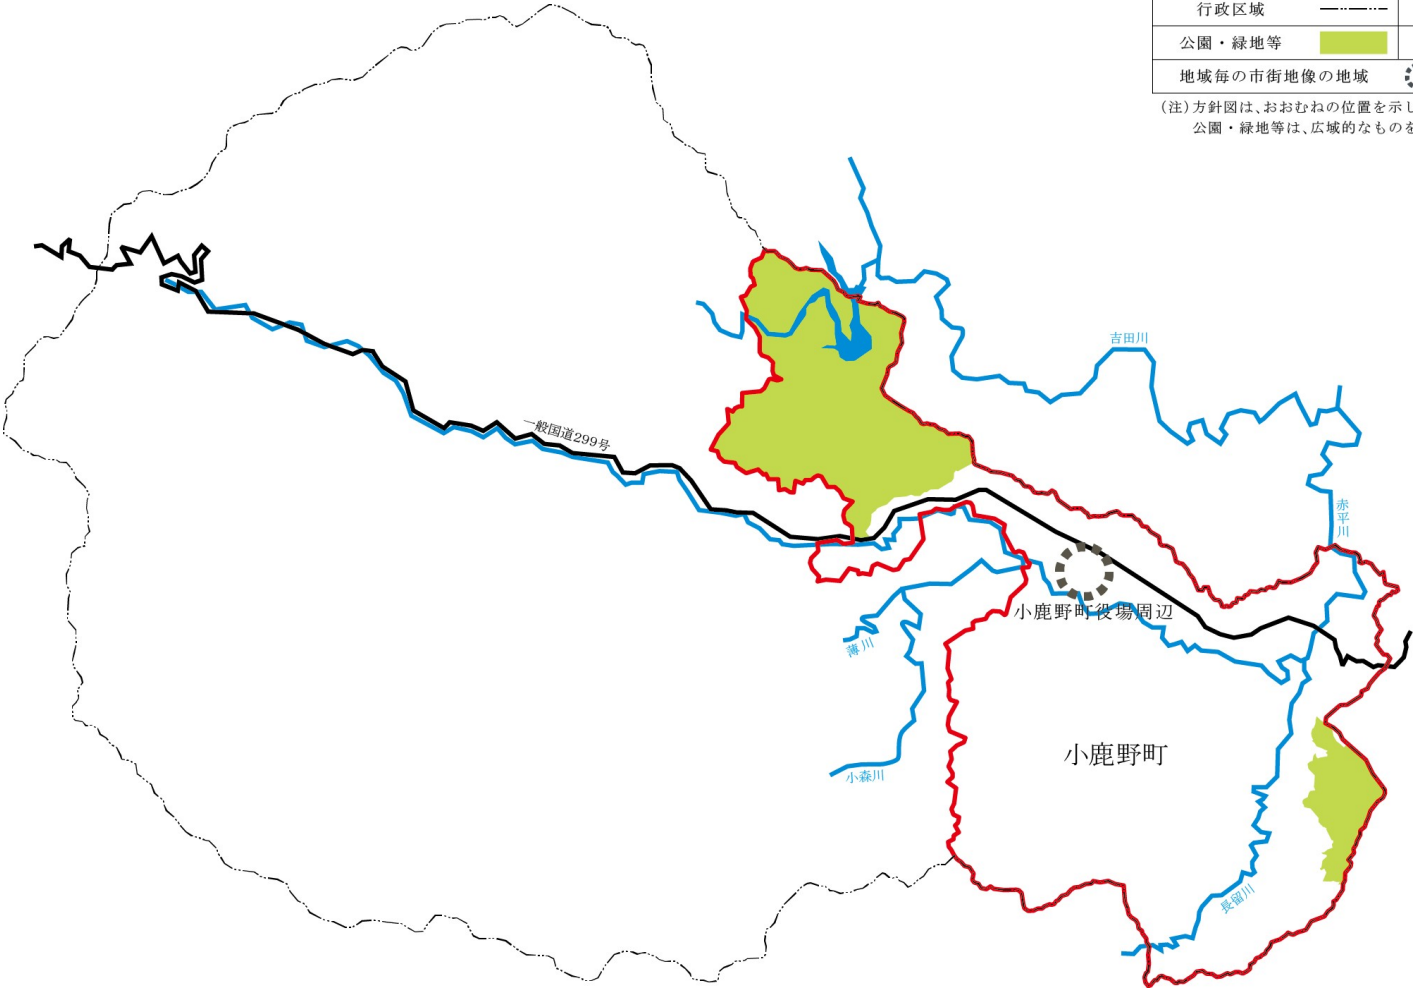 行政区域
公園・緑地等
地域毎の市街地像の地域
(注)方針図は、おおむねの位置を示し
公園・緑地等は、広域的なものを
吉田川
一般国道299号
赤平川
小鹿野町役場周辺
薄川
小鹿野町
小森川
長留川